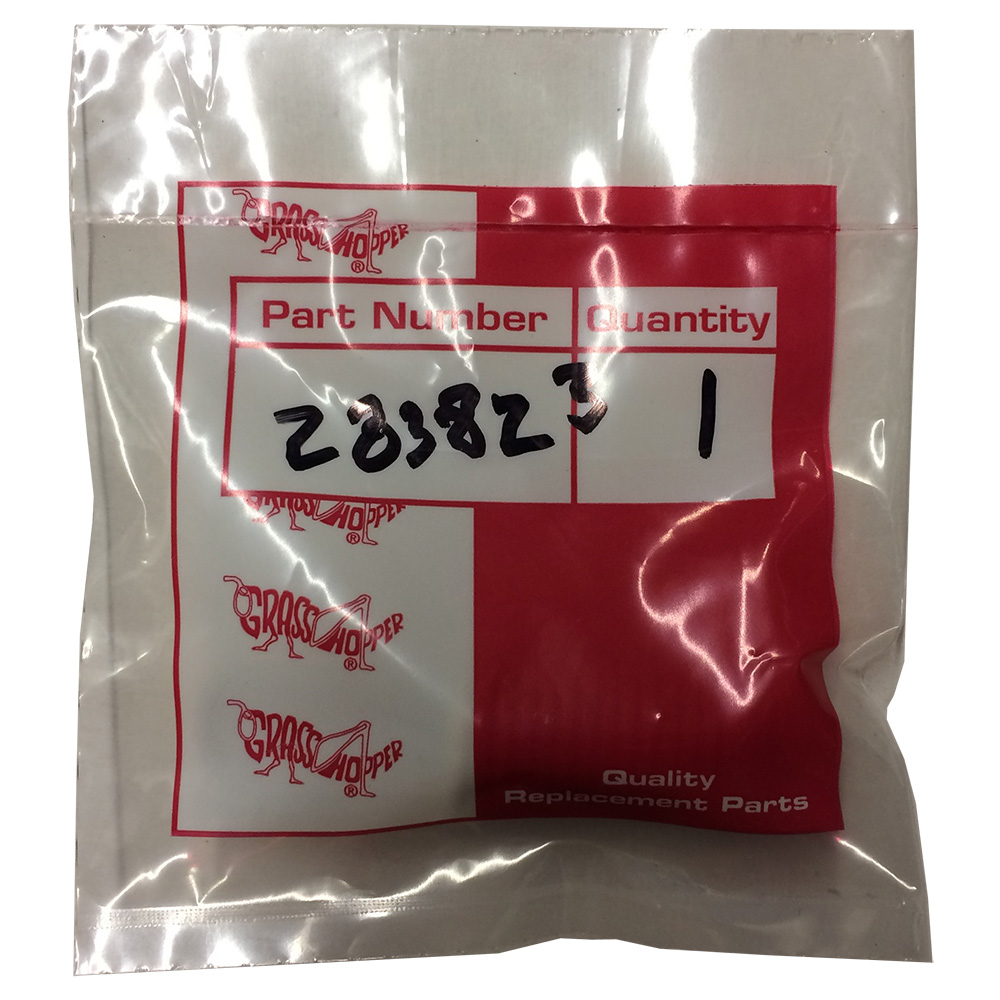 GRASSHOPPER®
Part Number Quantity
283823 1
GRASSHOPPER®
GRASSHOPPER®
GRASSHOPPER®
Quality
Replacement Parts